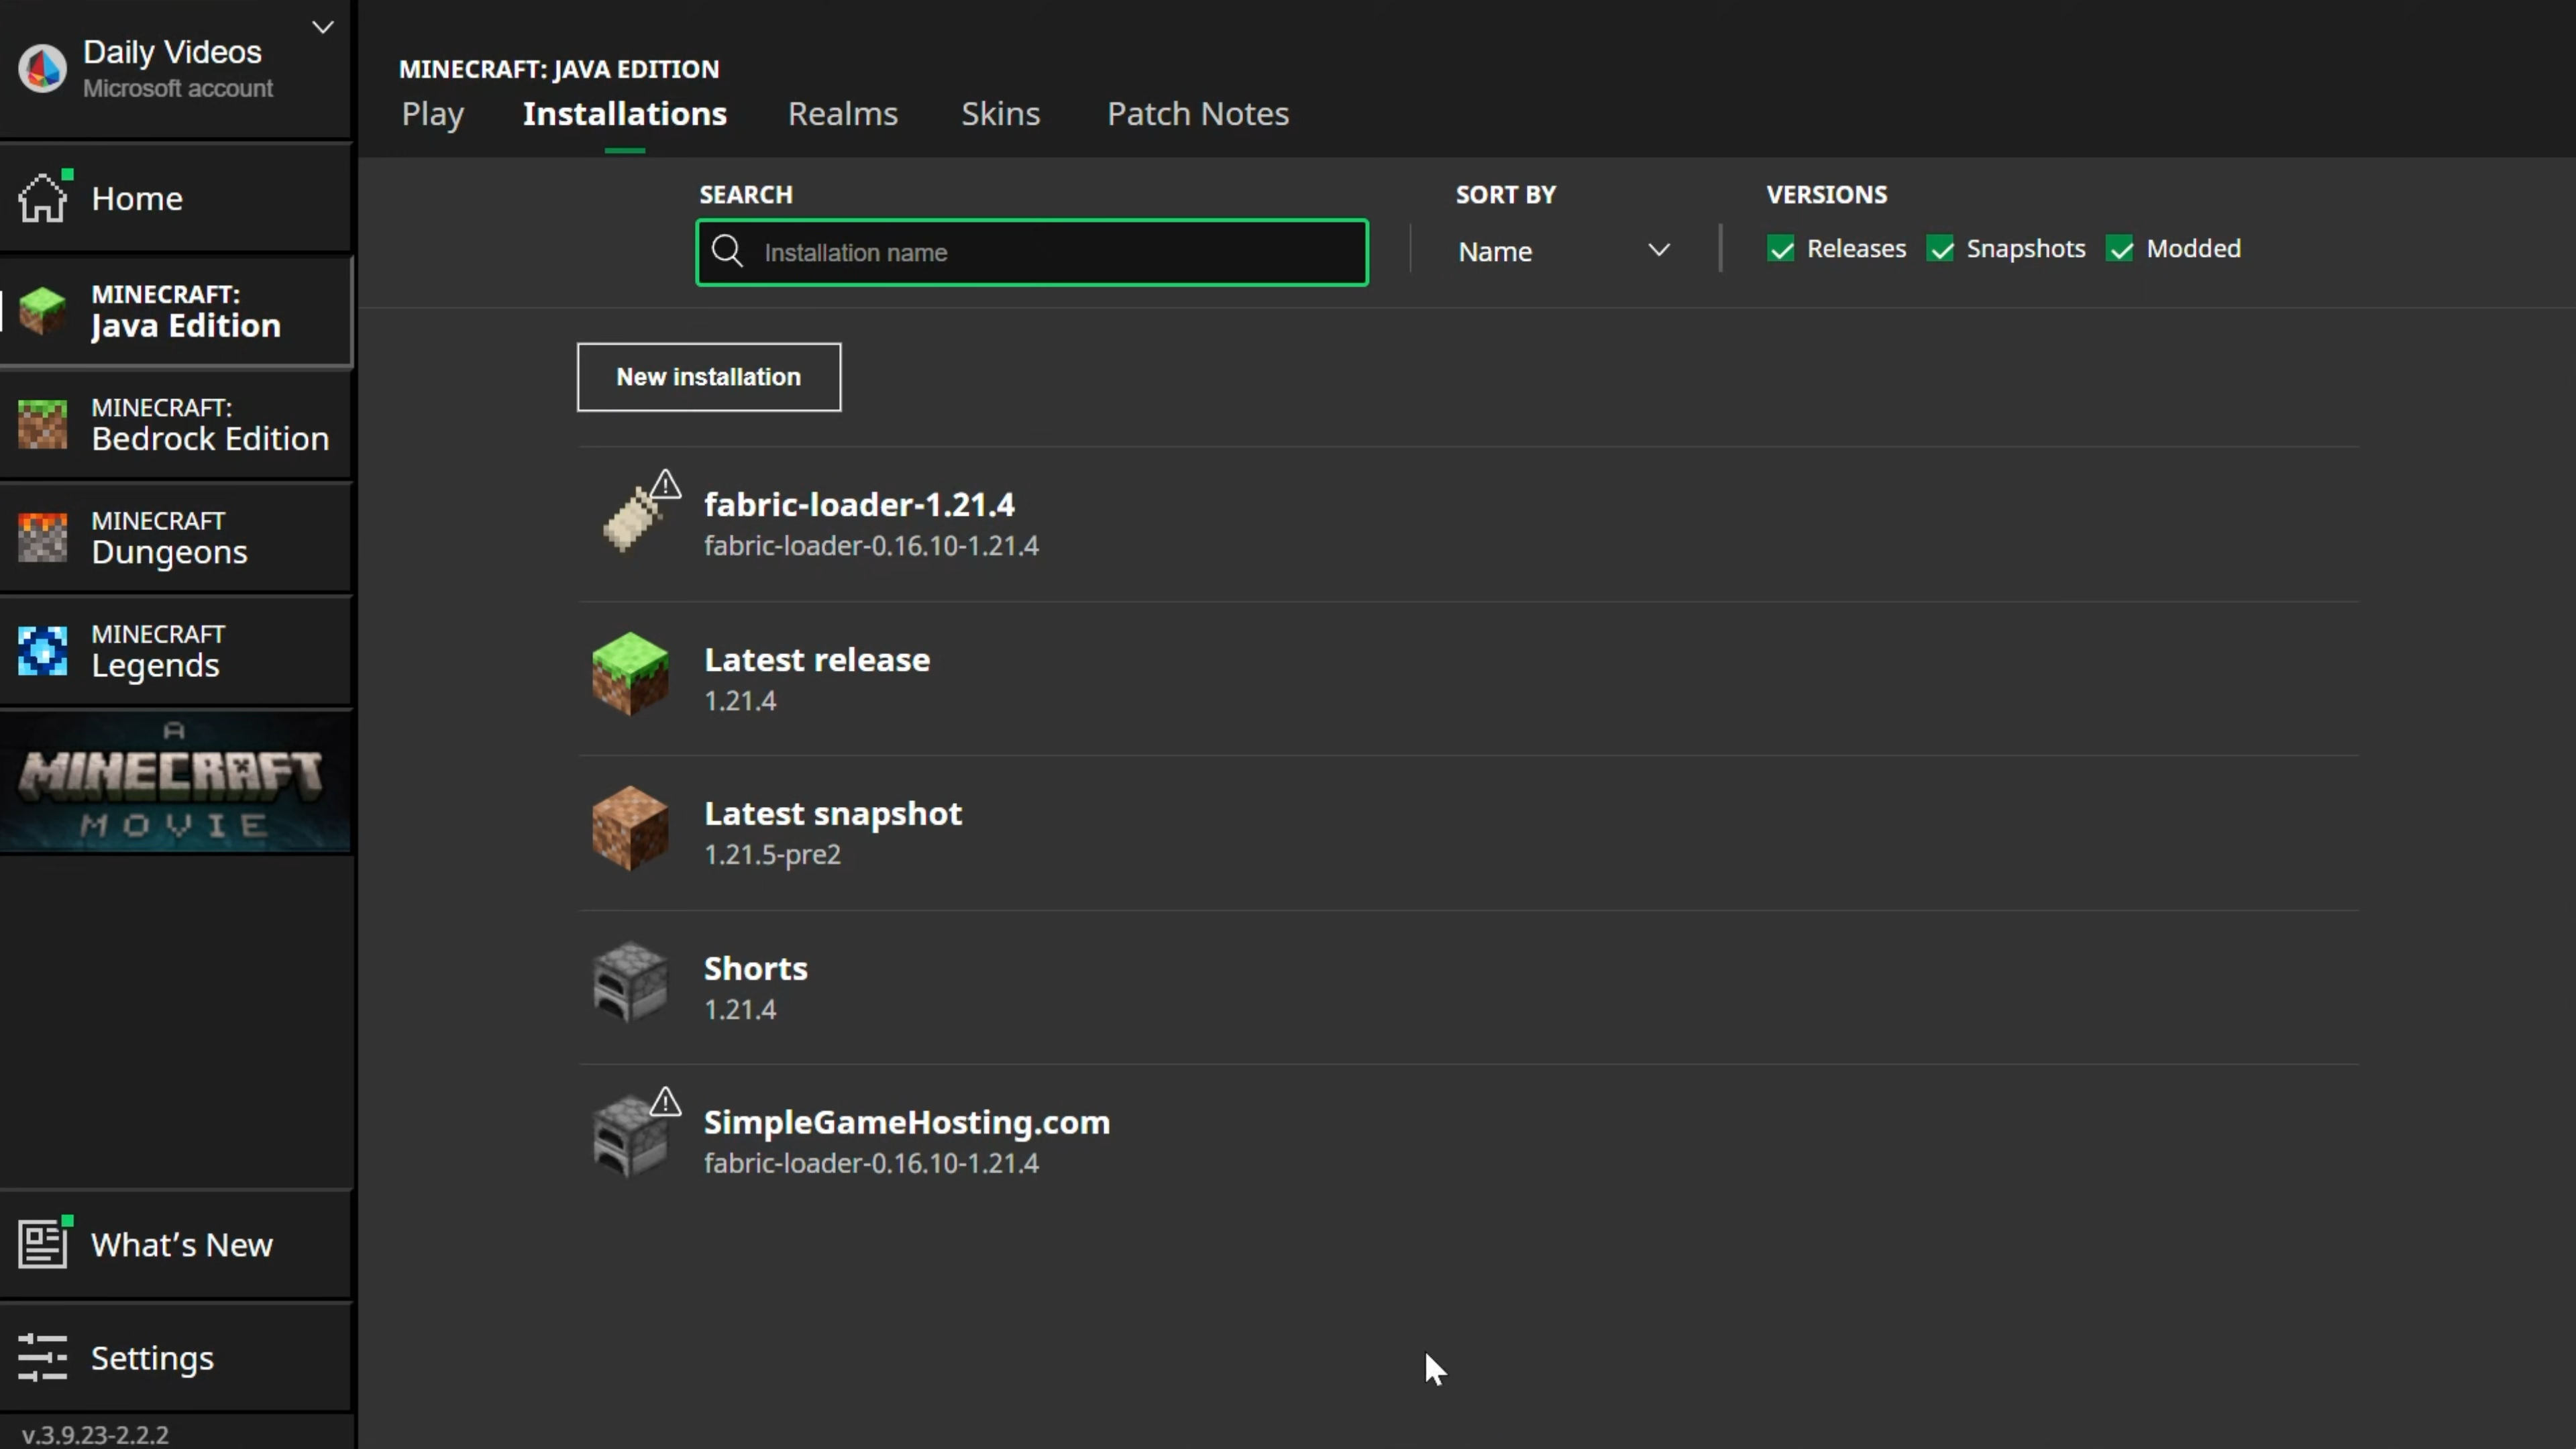 Daily Videos
Microsoft account
Home
MINECRAFT:
Java Edition
MINECRAFT:
Bedrock Edition
MINECRAFT
Dungeons
MINECRAFT
Legends
A
MINECRAFT
MOVIE
What's New
Settings
v.3.9.23-2.2.2
MINECRAFT: JAVA EDITION
Play Installations Realms Skins Patch Notes
SEARCH SORT BY VERSIONS
Installation name Name Releases Snapshots Modded
New installation
fabric-loader-1.21.4
fabric-loader-0.16.10-1.21.4
Latest release
1.21.4
Latest snapshot
1.21.5-pre2
Shorts
1.21.4
SimpleGameHosting.com
fabric-loader-0.16.10-1.21.4